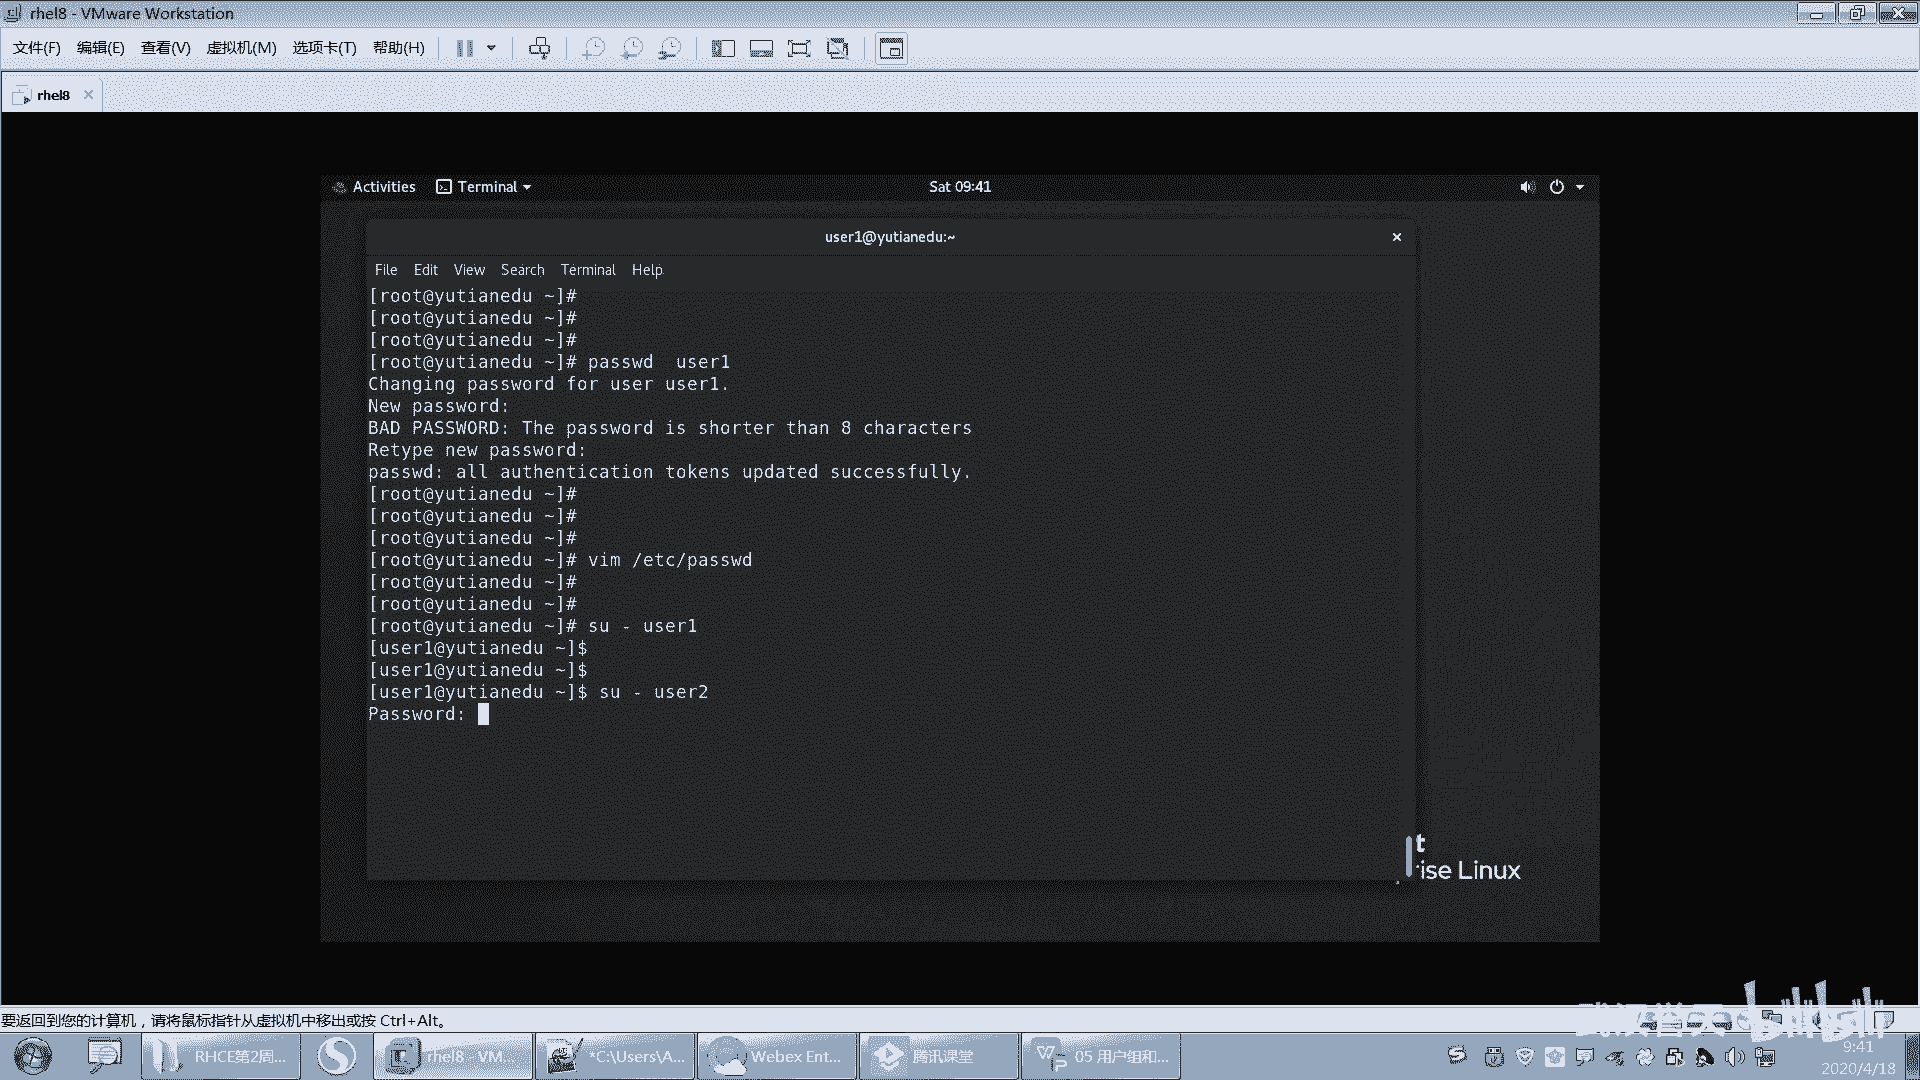 rhel8 - VMware Workstation
文件(F) 编辑(E) 查看(V) 虚拟机(M) 选项卡(T) 帮助(H)
rhel8
Activities Terminal Sat 09:41
user1@yutianedu:~
File Edit View Search Terminal Help
[root@yutianedu ~]#
[root@yutianedu ~]#
[root@yutianedu ~]#
[root@yutianedu ~]# passwd  user1
Changing password for user user1.
New password:
BAD PASSWORD: The password is shorter than 8 characters
Retype new password:
passwd: all authentication tokens updated successfully.
[root@yutianedu ~]#
[root@yutianedu ~]#
[root@yutianedu ~]#
[root@yutianedu ~]# vim /etc/passwd
[root@yutianedu ~]#
[root@yutianedu ~]#
[root@yutianedu ~]# su - user1
[user1@yutianedu ~]$
[user1@yutianedu ~]$
[user1@yutianedu ~]$ su - user2
Password:
t
ise Linux
要返回到您的计算机，请将鼠标指针从虚拟机中移出或按 Ctrl+Alt。
RHCE第2周... rhel8 - VM... *C:\Users\A... Webex Ent... 腾讯课堂 05 用户组和...
9:41
2020/4/18